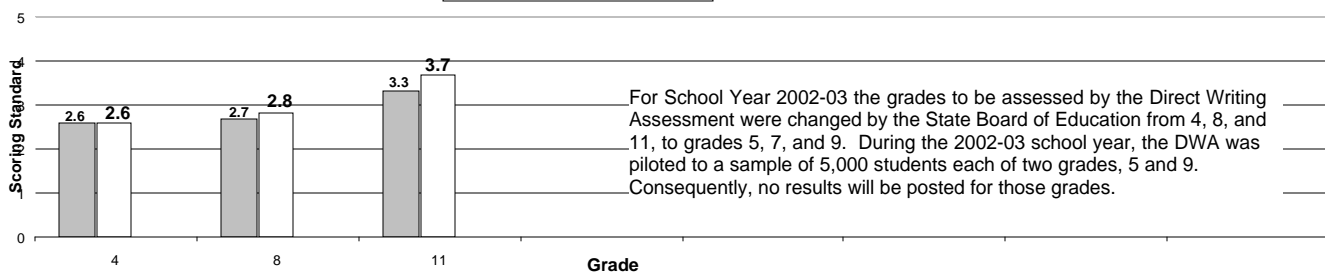 5
4
3
2
1
0
Scoring Standard
2.6
2.6
2.7
2.8
3.3
3.7
For School Year 2002-03 the grades to be assessed by the Direct Writing
Assessment were changed by the State Board of Education from 4, 8, and
11, to grades 5, 7, and 9.  During the 2002-03 school year, the DWA was
piloted to a sample of 5,000 students each of two grades, 5 and 9.
Consequently, no results will be posted for those grades.
4
8
11
Grade